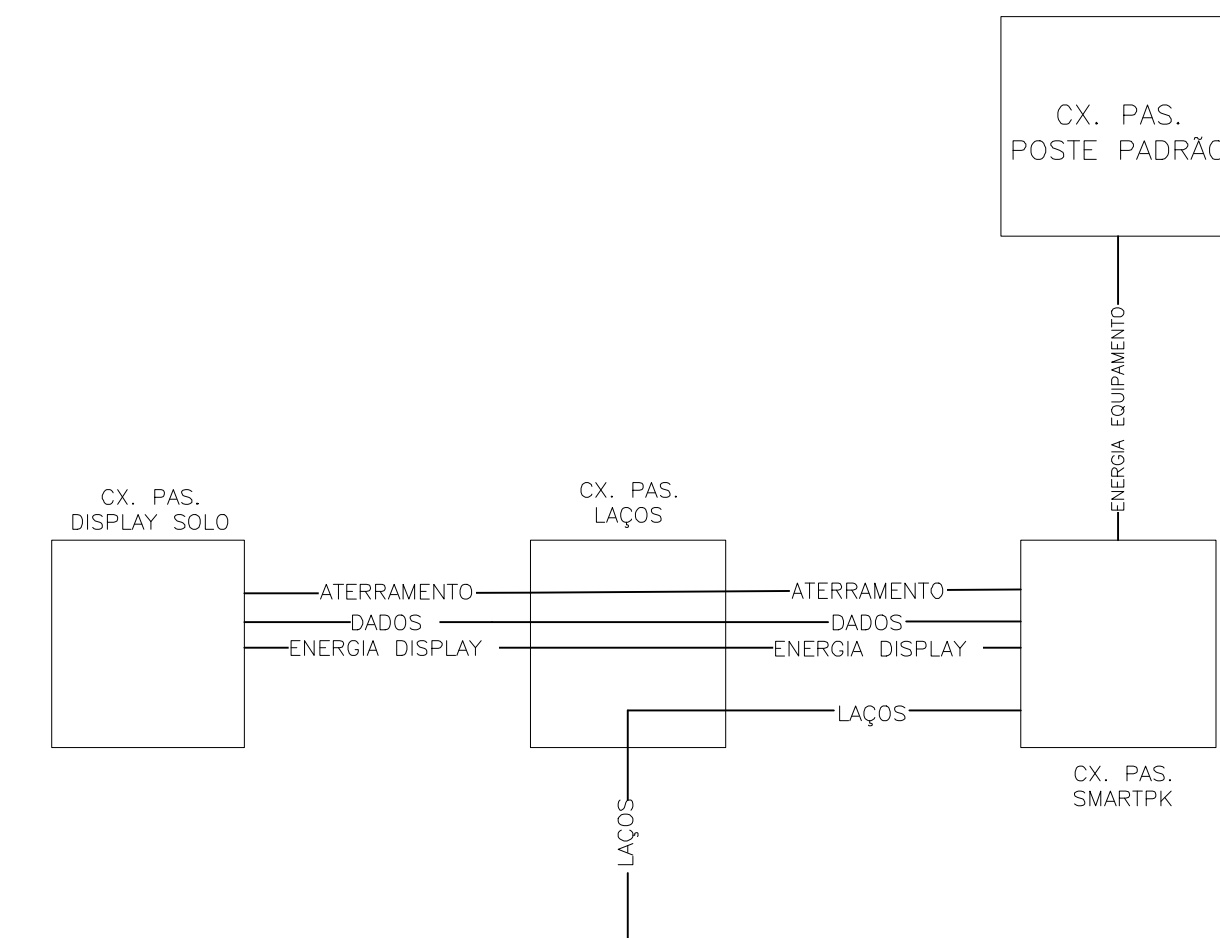 CX. PAS.
POSTE PADRÃO
ENERGIA EQUIPAMENTO
CX. PAS.
DISPLAY SOLO
CX. PAS.
LAÇOS
ATERRAMENTO
ATERRAMENTO
DADOS
DADOS
ENERGIA DISPLAY
ENERGIA DISPLAY
LAÇOS
CX. PAS.
SMARTPK
LAÇOS